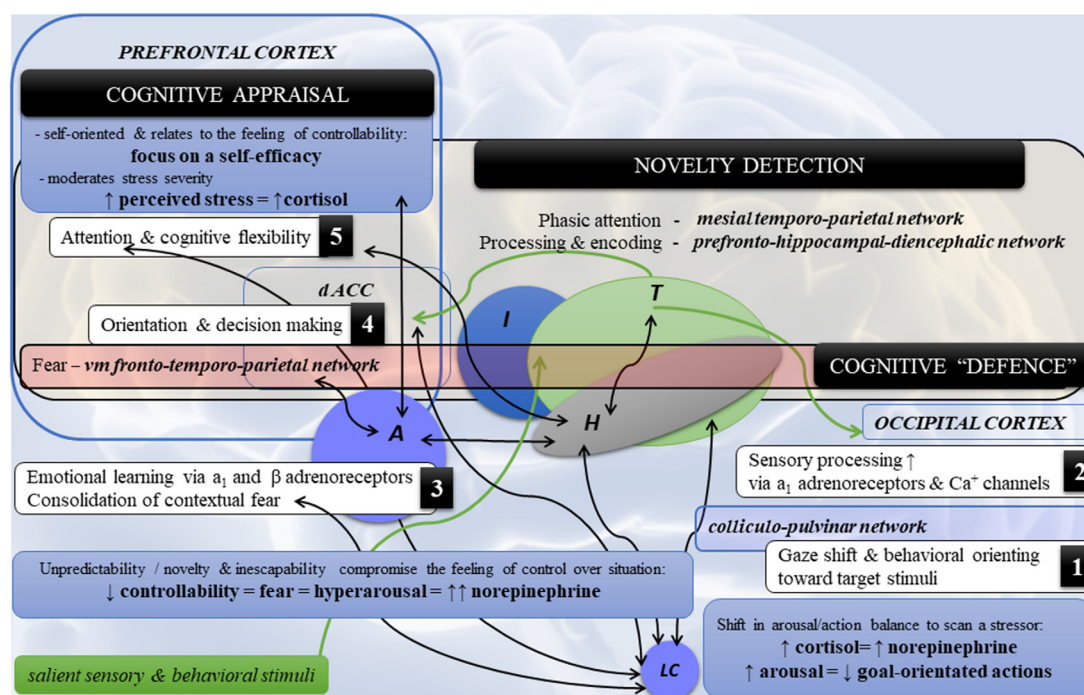 PREFRONTAL CORTEX
COGNITIVE APPRAISAL
- self-oriented & relates to the feeling of controllability:
focus on a self-efficacy
- moderates stress severity
↑ perceived stress = ↑cortisol
NOVELTY DETECTION
Phasic attention - mesial temporo-parietal network
Processing & encoding - prefronto-hippocampal-diencephalic network
Attention & cognitive flexibility 5
dACC
I
T
Orientation & decision making 4
Fear – vm fronto-temporo-parietal network
COGNITIVE “DEFENCE”
A
H
OCCIPITAL CORTEX
Emotional learning via a₁ and β adrenoreceptors
Consolidation of contextual fear
3
Sensory processing ↑
via a₁ adrenoreceptors & Ca⁺ channels
2
colliculo-pulvinar network
Gaze shift & behavioral orienting
toward target stimuli
1
Unpredictability / novelty & inescapability compromise the feeling of control over situation:
↓ controllability = fear = hyperarousal = ↑↑ norepinephrine
Shift in arousal/action balance to scan a stressor:
↑ cortisol= ↑ norepinephrine
↑ arousal = ↓ goal-orientated actions
salient sensory & behavioral stimuli
LC